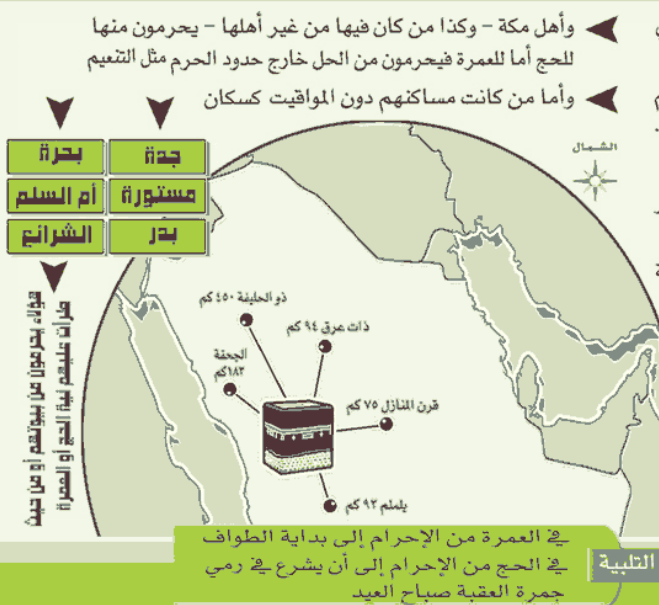 وأهل مكة – وكذا من كان فيها من غير أهلها – يحرمون منها
للحج أما للعمرة فيحرمون من الحل خارج حدود الحرم مثل التنعيم
وأما من كانت مساكنهم دون المواقيت كسكان
جدة
بحرة
مستورة
أم السلم
بدر
الشرائع
هؤلاء يحرمون من بيوتهم أو من حيث
طرأت عليهم نية الحج أو العمرة
الشمال
ذو الحليفة ٤٥٠ كم
ذات عرق ٩٤ كم
الجحفة
١٨٣كم
قرن المنازل ٧٥ كم
يلملم ٩٢ كم
التلبية
في العمرة من الإحرام إلى بداية الطواف
في الحج من الإحرام إلى أن يشرع في رمي
جمرة العقبة صباح العيد